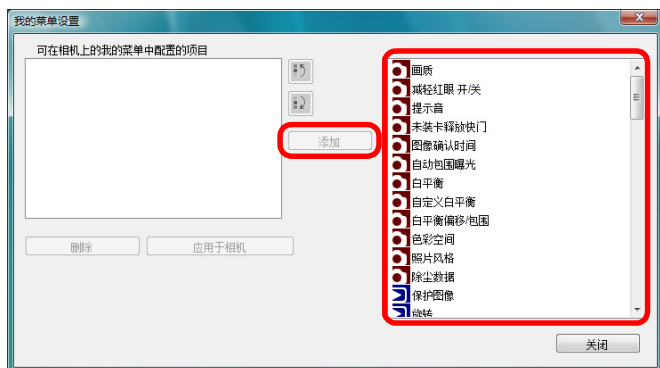 我的菜单设置
可在相机上的我的菜单中配置的项目
添加
删除
应用于相机
画质
减轻红眼 开/关
提示音
未装卡释放快门
图像确认时间
自动包围曝光
白平衡
自定义白平衡
白平衡偏移/包围
色彩空间
照片风格
除尘数据
保护图像
旋转
关闭